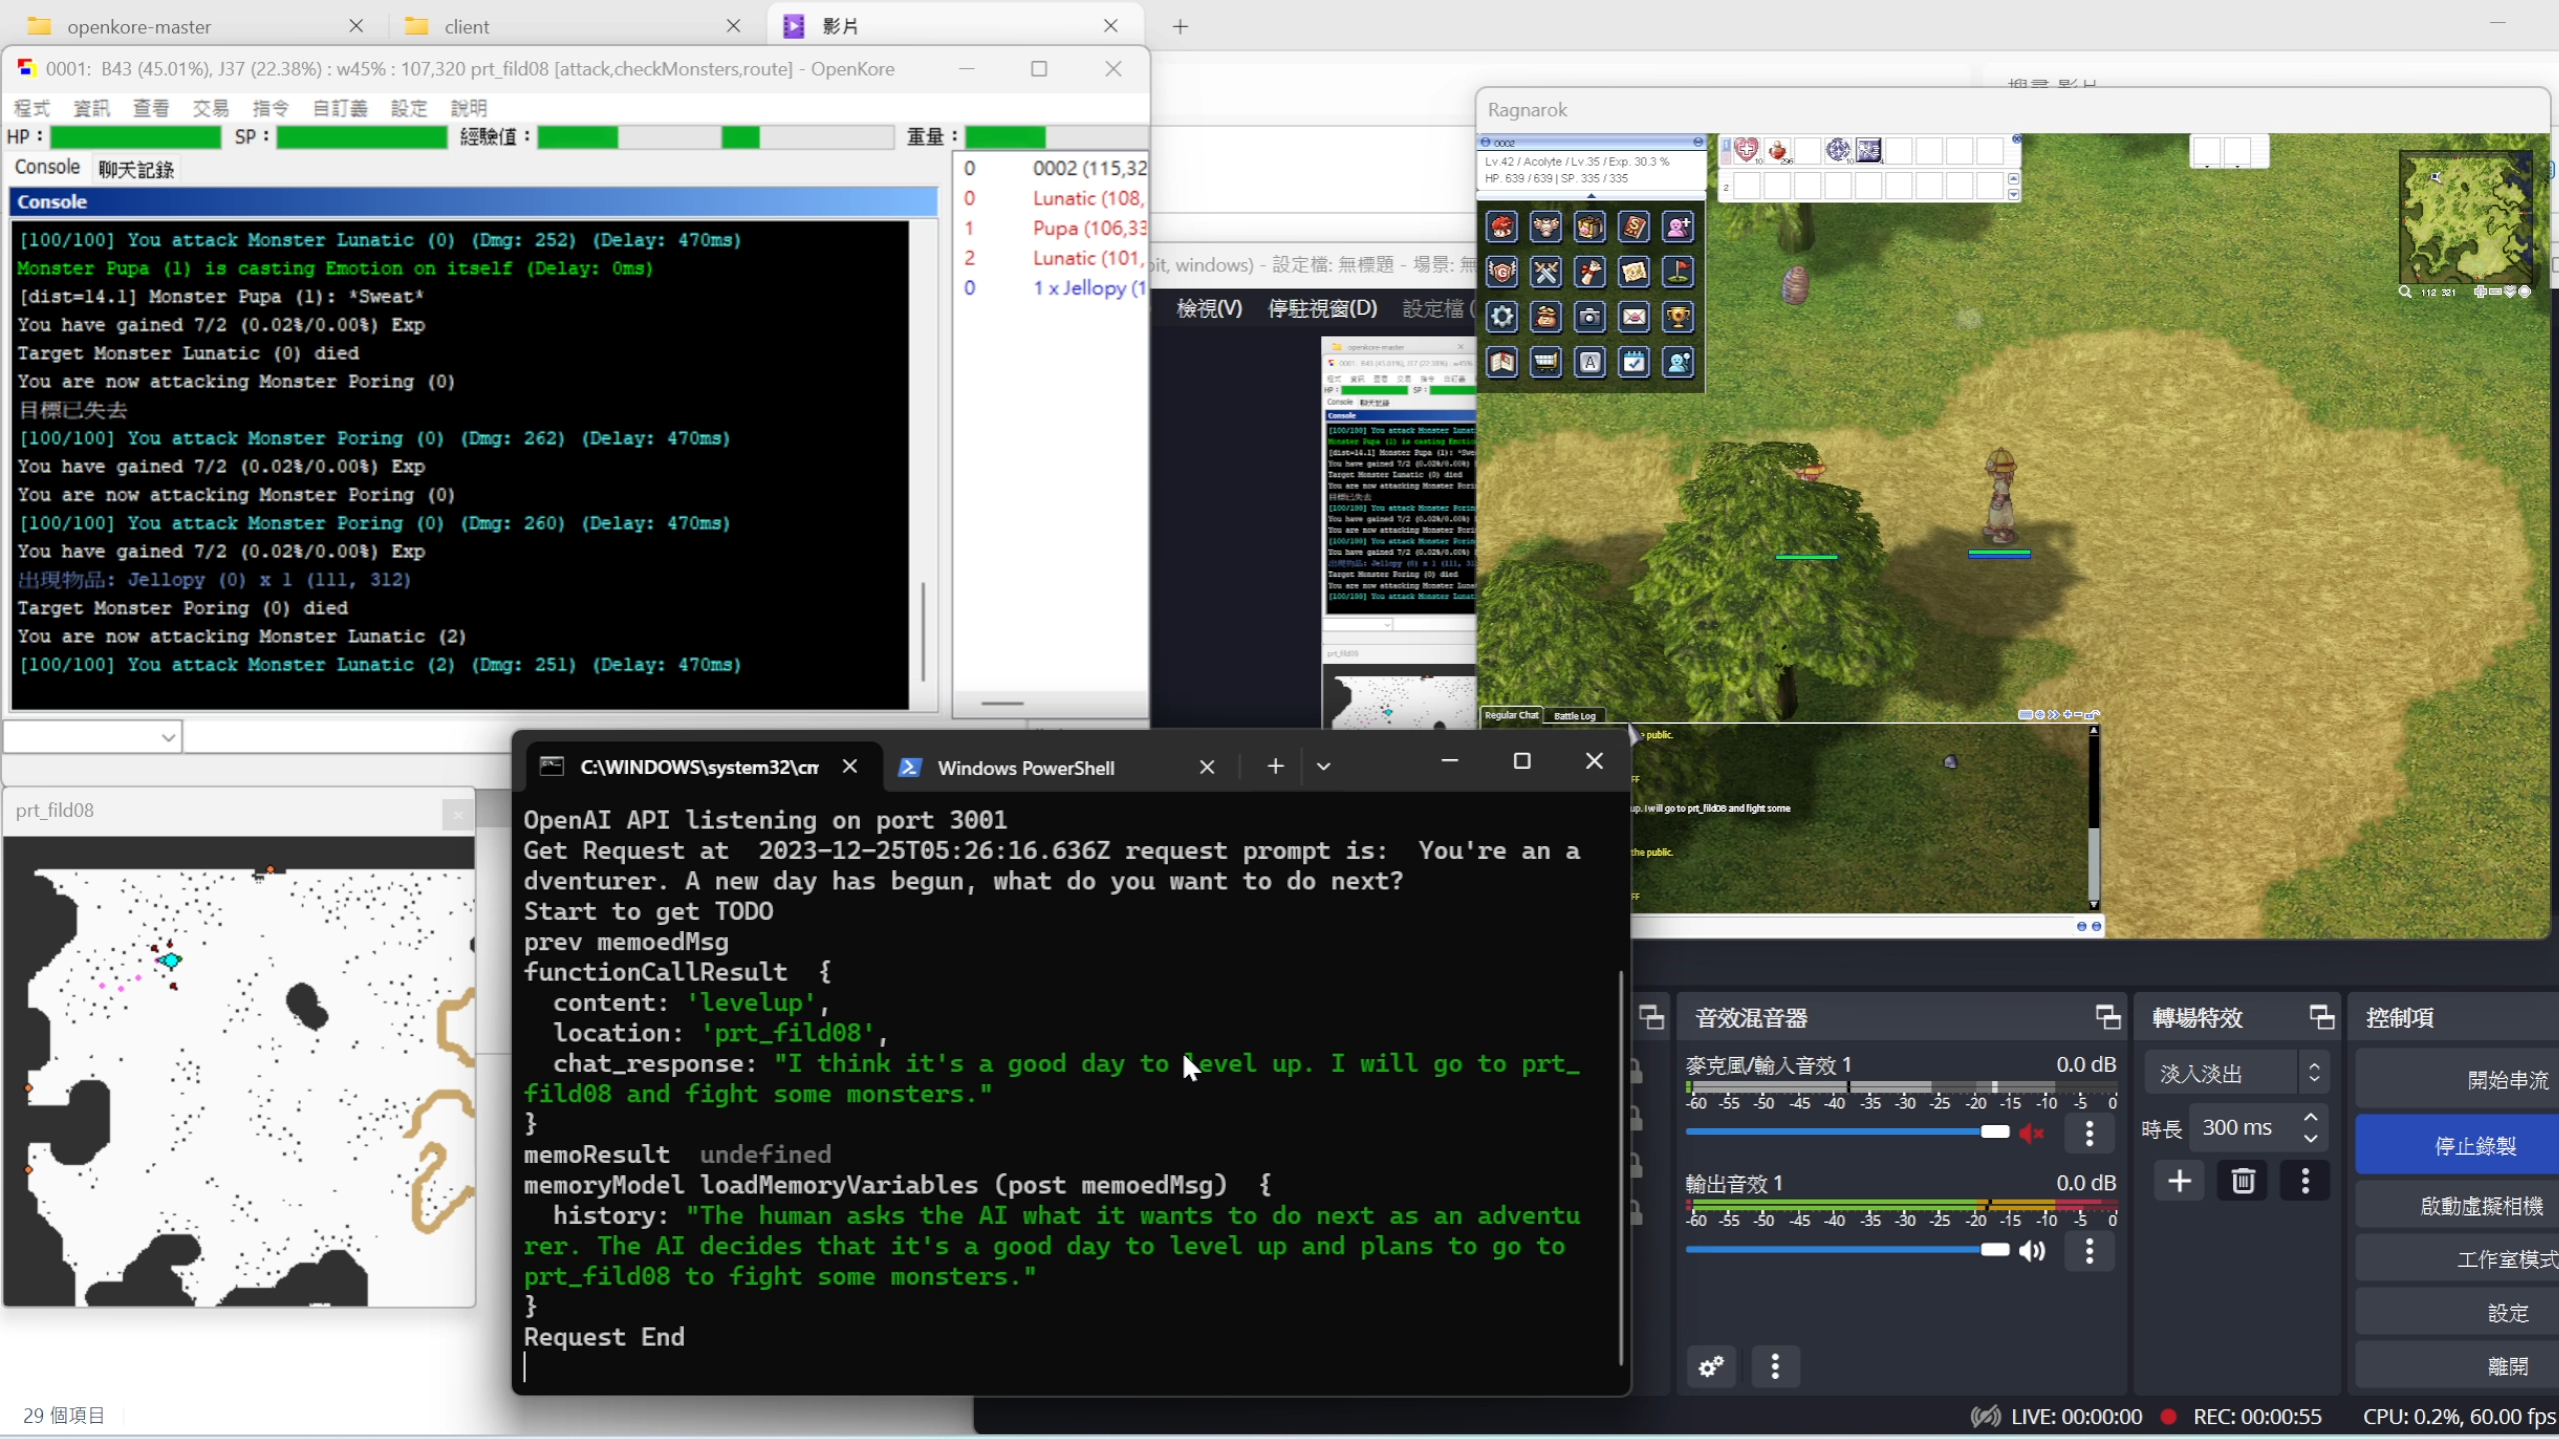 openkore-master
client
影片
0001: B43 (45.01%), J37 (22.38%) : w45% : 107,320 prt_fild08 [attack,checkMonsters,route] - OpenKore
程式 資訊 查看 交易 指令 自訂義 設定 說明
HP： SP： 經驗值： 重量：
Console 聊天記錄
Console
[100/100] You attack Monster Lunatic (0) (Dmg: 252) (Delay: 470ms)
Monster Pupa (1) is casting Emotion on itself (Delay: 0ms)
[dist=14.1] Monster Pupa (1): *Sweat*
You have gained 7/2 (0.02%/0.00%) Exp
Target Monster Lunatic (0) died
You are now attacking Monster Poring (0)
目標已失去
[100/100] You attack Monster Poring (0) (Dmg: 262) (Delay: 470ms)
You have gained 7/2 (0.02%/0.00%) Exp
You are now attacking Monster Poring (0)
[100/100] You attack Monster Poring (0) (Dmg: 260) (Delay: 470ms)
You have gained 7/2 (0.02%/0.00%) Exp
出現物品: Jellopy (0) x 1 (111, 312)
Target Monster Poring (0) died
You are now attacking Monster Lunatic (2)
[100/100] You attack Monster Lunatic (2) (Dmg: 251) (Delay: 470ms)
0 0002 (115,32
0 Lunatic (108,
1 Pupa (106,33
2 Lunatic (101,
0 1 x Jellopy (1
bit, windows) - 設定檔: 無標題 - 場景: 無
檢視(V) 停駐視窗(D) 設定檔(
Ragnarok
0002
Lv.42 / Acolyte / Lv.35 / Exp. 30.3 %
HP. 639 / 639 | SP. 335 / 335
112 321
Regular Chat Battle Log
public.
FF
up. I will go to prt_fild08 and fight some
the public.
FF
prt_fild08
C:\WINDOWS\system32\cm
Windows PowerShell
OpenAI API listening on port 3001
Get Request at 2023-12-25T05:26:16.636Z request prompt is: You're an a
dventurer. A new day has begun, what do you want to do next?
Start to get TODO
prev memoedMsg
functionCallResult {
content: 'levelup',
location: 'prt_fild08',
chat_response: "I think it's a good day to level up. I will go to prt_
fild08 and fight some monsters."
}
memoResult undefined
memoryModel loadMemoryVariables (post memoedMsg) {
history: "The human asks the AI what it wants to do next as an adventu
rer. The AI decides that it's a good day to level up and plans to go to
prt_fild08 to fight some monsters."
}
Request End
音效混音器
麥克風/輸入音效 1 0.0 dB
-60 -55 -50 -45 -40 -35 -30 -25 -20 -15 -10 -5 0
輸出音效 1 0.0 dB
-60 -55 -50 -45 -40 -35 -30 -25 -20 -15 -10 -5 0
轉場特效
淡入淡出
時長 300 ms
控制項
開始串流
停止錄製
啟動虛擬相機
工作室模式
設定
離開
29 個項目
LIVE: 00:00:00 REC: 00:00:55 CPU: 0.2%, 60.00 fps